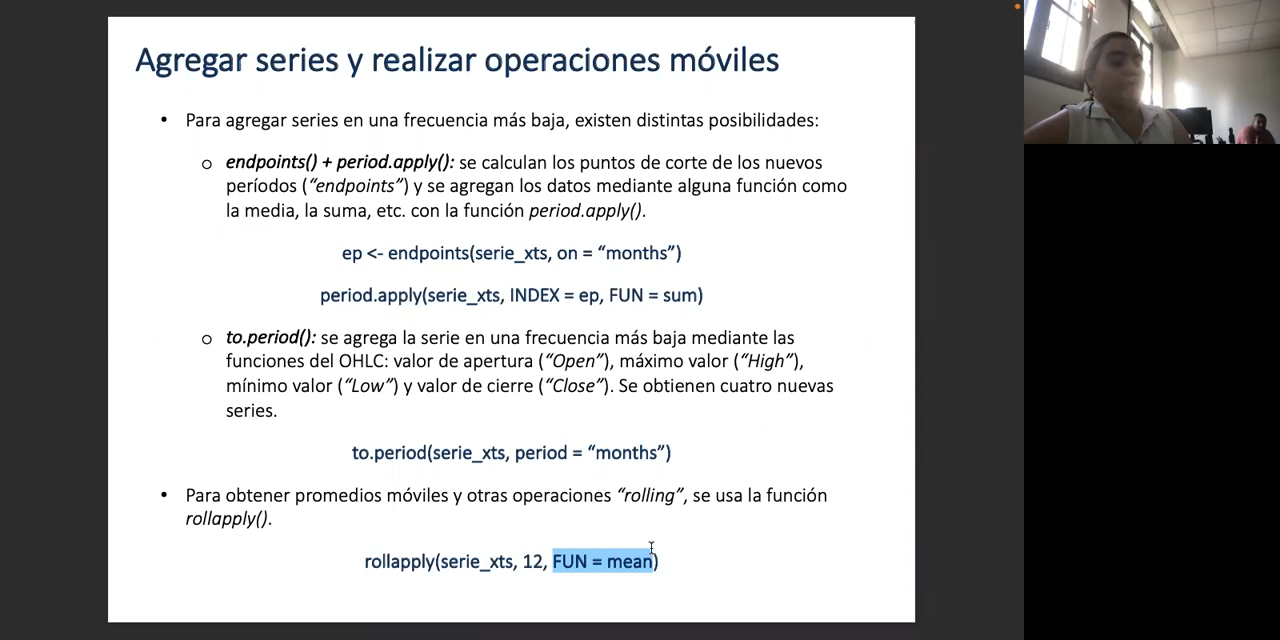 Agregar series y realizar operaciones móviles
• Para agregar series en una frecuencia más baja, existen distintas posibilidades:
o endpoints() + period.apply(): se calculan los puntos de corte de los nuevos
períodos (“endpoints”) y se agregan los datos mediante alguna función como
la media, la suma, etc. con la función period.apply().
ep <- endpoints(serie_xts, on = “months”)
period.apply(serie_xts, INDEX = ep, FUN = sum)
o to.period(): se agrega la serie en una frecuencia más baja mediante las
funciones del OHLC: valor de apertura (“Open”), máximo valor (“High”),
mínimo valor (“Low”) y valor de cierre (“Close”). Se obtienen cuatro nuevas
series.
to.period(serie_xts, period = “months”)
• Para obtener promedios móviles y otras operaciones “rolling”, se usa la función
rollapply().
rollapply(serie_xts, 12, FUN = mean)